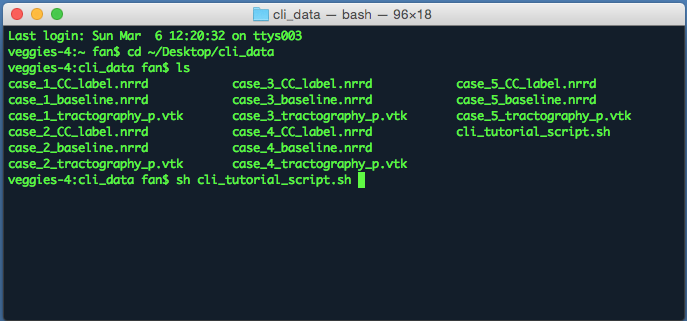 cli_data — bash — 96×18
Last login: Sun Mar  6 12:20:32 on ttys003
veggies-4:~ fan$ cd ~/Desktop/cli_data
veggies-4:cli_data fan$ ls
case_1_CC_label.nrrd        case_3_CC_label.nrrd        case_5_CC_label.nrrd
case_1_baseline.nrrd        case_3_baseline.nrrd        case_5_baseline.nrrd
case_1_tractography_p.vtk   case_3_tractography_p.vtk   case_5_tractography_p.vtk
case_2_CC_label.nrrd        case_4_CC_label.nrrd        cli_tutorial_script.sh
case_2_baseline.nrrd        case_4_baseline.nrrd
case_2_tractography_p.vtk   case_4_tractography_p.vtk
veggies-4:cli_data fan$ sh cli_tutorial_script.sh